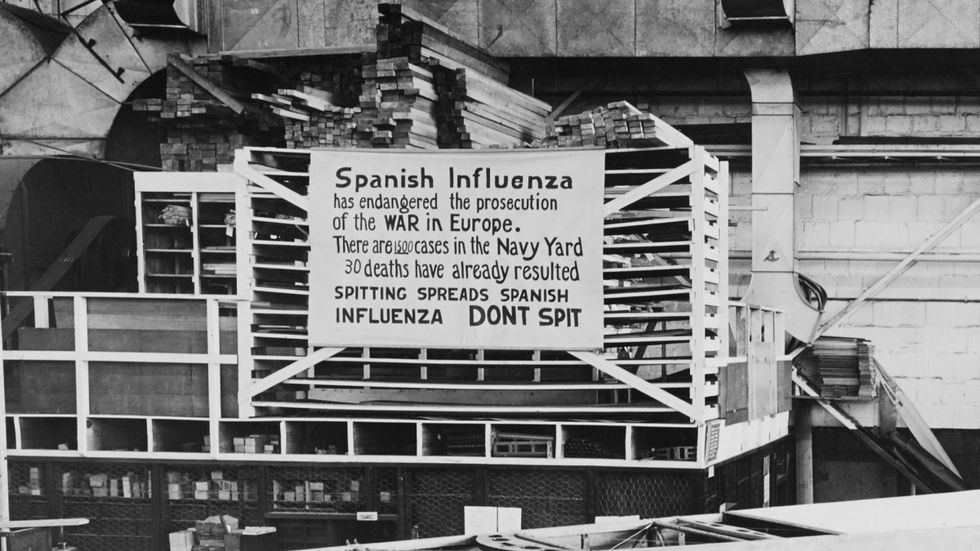 Spanish Influenza
has endangered the prosecution
of the WAR in Europe.
There are 1500 cases in the Navy Yard
30 deaths have already resulted
SPITTING SPREADS SPANISH
INFLUENZA DONT SPIT